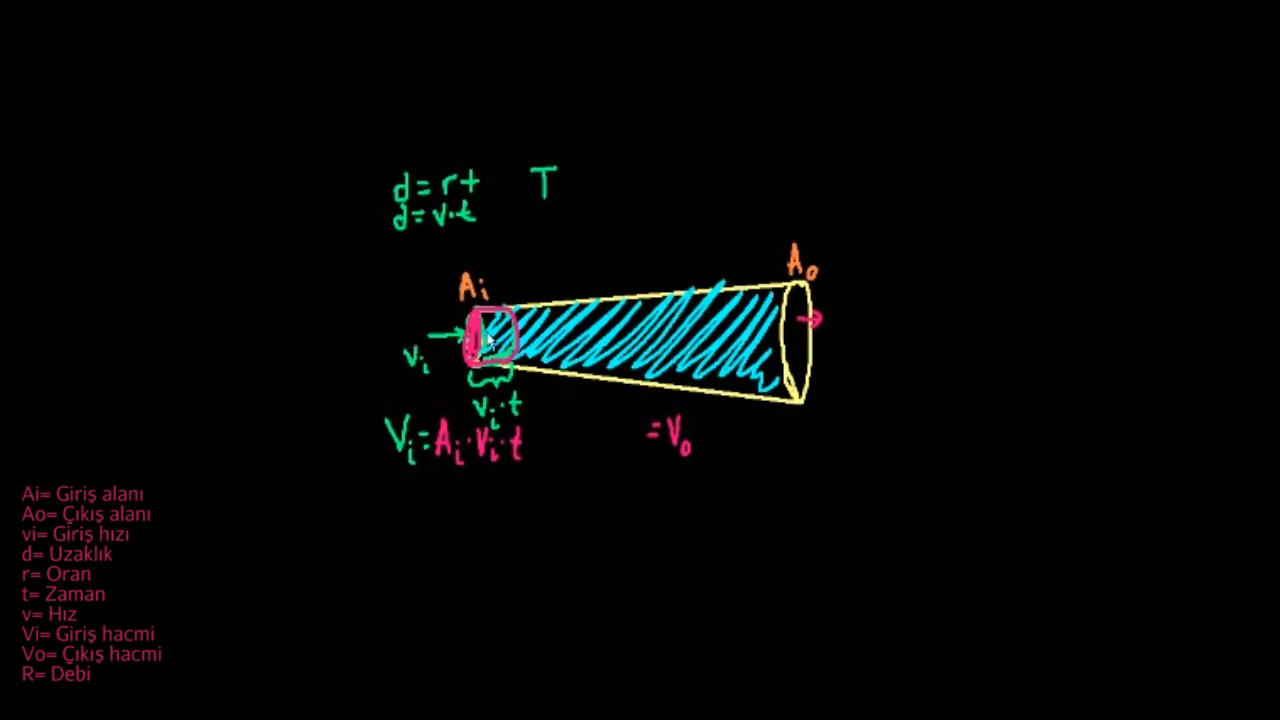 d=rt T
d=v·t
Ai
Ao
vi
vi·t
Vi=Ai·vi·t =Vo
Ai= Giriş alanı
Ao= Çıkış alanı
vi= Giriş hızı
d= Uzaklık
r= Oran
t= Zaman
v= Hız
Vi= Giriş hacmi
Vo= Çıkış hacmi
R= Debi